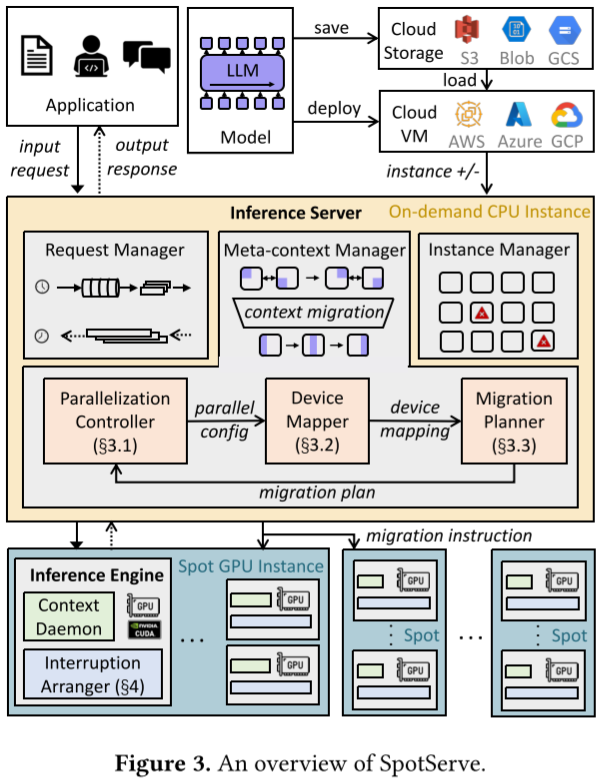 Application
LLM
Model
save
deploy
Cloud
Storage
S3
Blob
GCS
load
Cloud
VM
AWS
Azure
GCP
input
request
output
response
instance +/-
Inference Server
On-demand CPU Instance
Request Manager
Meta-context Manager
context migration
Instance Manager
Parallelization
Controller
(§3.1)
parallel
config
Device
Mapper
(§3.2)
device
mapping
Migration
Planner
(§3.3)
migration plan
migration instruction
Inference Engine
Context
Daemon
GPU
NVIDIA
CUDA
Interruption
Arranger (§4)
Spot GPU Instance
...
GPU
GPU
GPU
Spot
GPU
...
GPU
Spot
GPU
Figure 3. An overview of SpotServe.